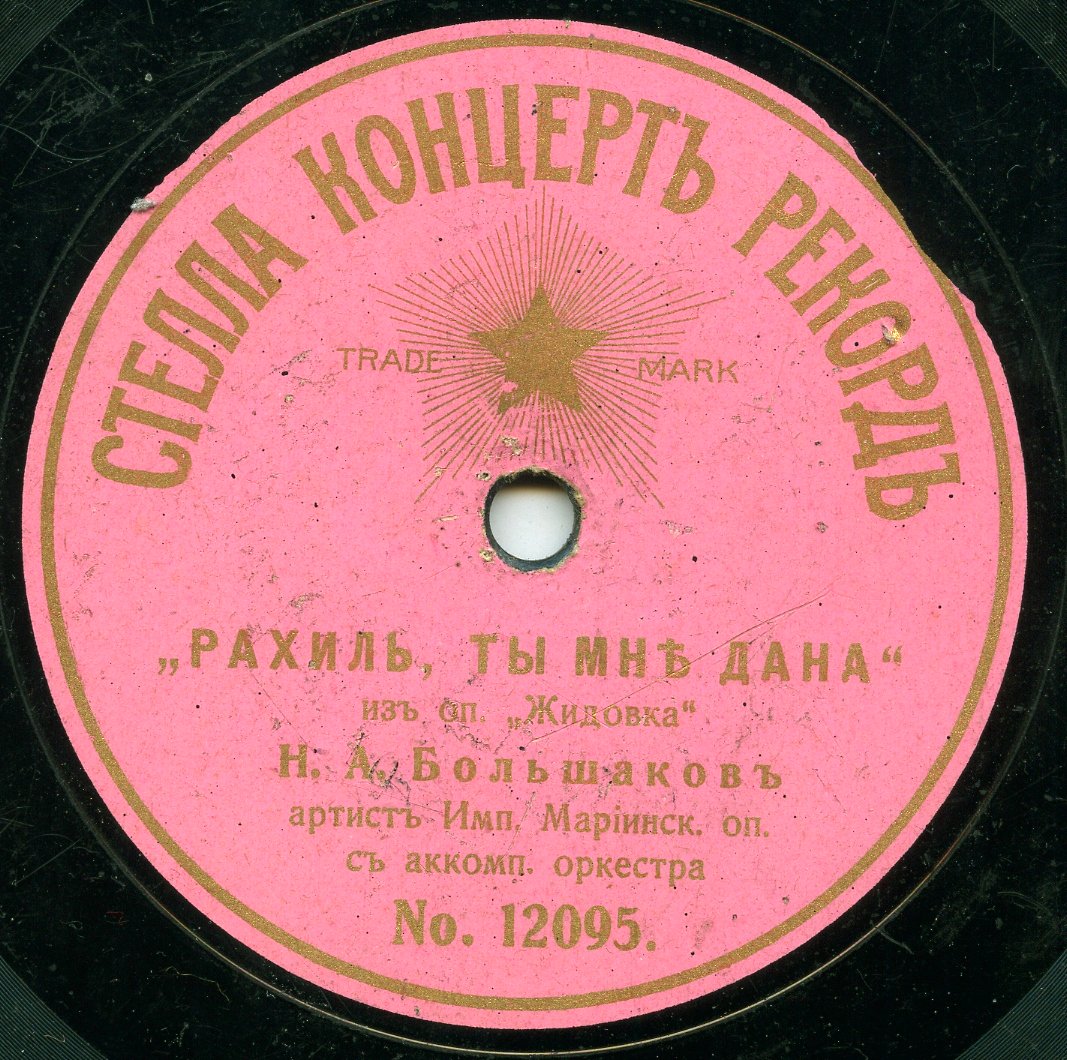 СТЕЛЛА КОНЦЕРТЪ РЕКОРДЪ
TRADE MARK
„РАХИЛЬ, ТЫ МНѢ ДАНА“
изъ оп. „Жидовка“
Н. А. Большаковъ
артистъ Имп. Маріинск. оп.
съ аккомп. оркестра
No. 12095.